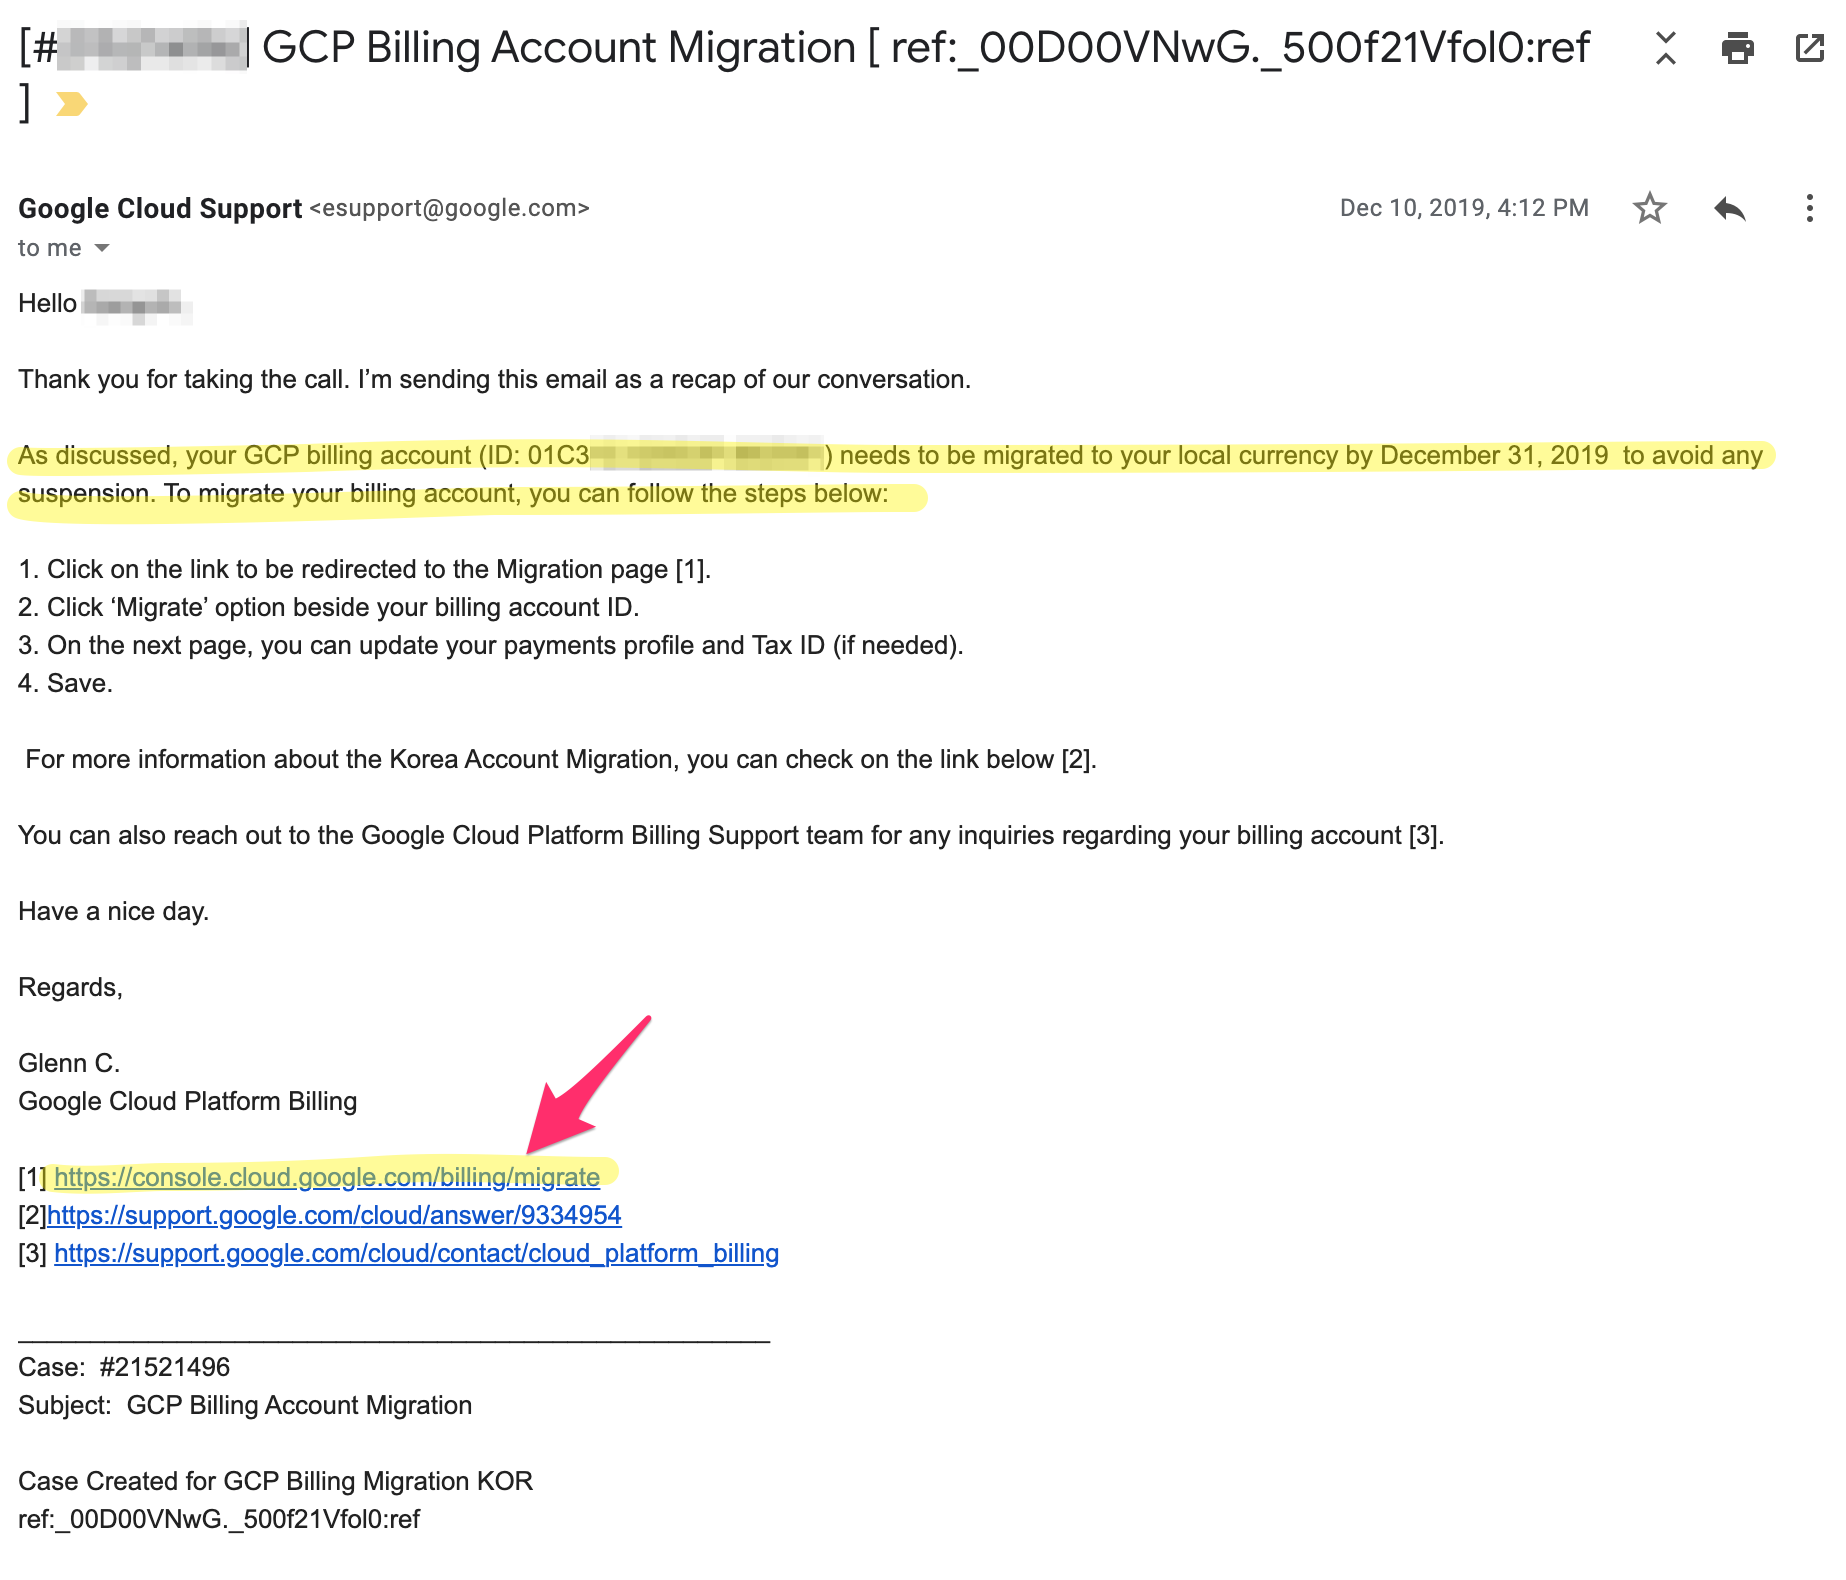 [# GCP Billing Account Migration [ ref:_00D00VNwG._500f21Vfol0:ref
]
Google Cloud Support <esupport@google.com>
Dec 10, 2019, 4:12 PM
to me
Hello
Thank you for taking the call. I’m sending this email as a recap of our conversation.
As discussed, your GCP billing account (ID: 01C3 ) needs to be migrated to your local currency by December 31, 2019  to avoid any
suspension. To migrate your billing account, you can follow the steps below:
1. Click on the link to be redirected to the Migration page [1].
2. Click ‘Migrate’ option beside your billing account ID.
3. On the next page, you can update your payments profile and Tax ID (if needed).
4. Save.
For more information about the Korea Account Migration, you can check on the link below [2].
You can also reach out to the Google Cloud Platform Billing Support team for any inquiries regarding your billing account [3].
Have a nice day.
Regards,
Glenn C.
Google Cloud Platform Billing
[1] https://console.cloud.google.com/billing/migrate
[2]https://support.google.com/cloud/answer/9334954
[3] https://support.google.com/cloud/contact/cloud_platform_billing
Case:  #21521496
Subject:  GCP Billing Account Migration
Case Created for GCP Billing Migration KOR
ref:_00D00VNwG._500f21Vfol0:ref